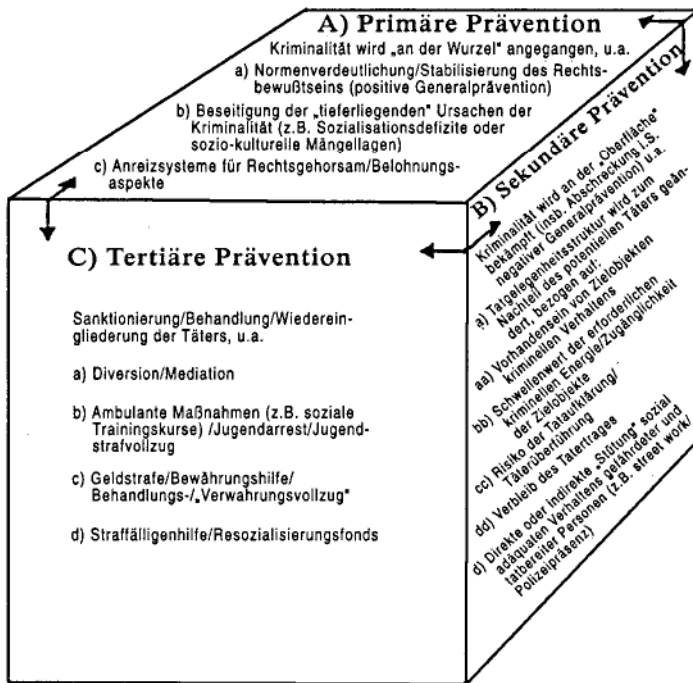 A) Primäre Prävention
Kriminalität wird „an der Wurzel" angegangen, u.a.
a) Normenverdeutlichung/Stabilisierung des Rechts-
bewußtseins (positive Generalprävention)
b) Beseitigung der „tieferliegenden" Ursachen der
Kriminalität (z.B. Sozialisationsdefizite oder
sozio-kulturelle Mängellagen)
c) Anreizsysteme für Rechtsgehorsam/Belohnungs-
aspekte
B) Sekundäre Prävention
Kriminalität wird an der „Oberfläche"
bekämpft (insb. Abschreckung i.S.
negativer Generalprävention) u.a.
a) Tatgelegenheitsstruktur wird zum
Nachteil des potentiellen Täters geän-
dert, bezogen auf:
aa) Vorhandensein von Zielobjekten
kriminellen Verhaltens
bb) Schwellenwert der erforderlichen
kriminellen Energie/Zugänglichkeit
der Zielobjekte
cc) Risiko der Tataufklärung/
Täterüberführung
dd) Verbleib des Tatertrages
d) Direkte oder indirekte „Stütung" sozial
adäquaten Verhaltens gefährdeter und
tatbereiter Personen (z.B. street work/
Polizeipräsenz)
C) Tertiäre Prävention
Sanktionierung/Behandlung/Wiederein-
gliederung der Täters, u.a.
a) Diversion/Mediation
b) Ambulante Maßnahmen (z.B. soziale
Trainingskurse) /Jugendarrest/Jugend-
strafvollzug
c) Geldstrafe/Bewährungshilfe/
Behandlungs-/„Verwahrungsvollzug"
d) Straffälligenhilfe/Resozialisierungsfonds